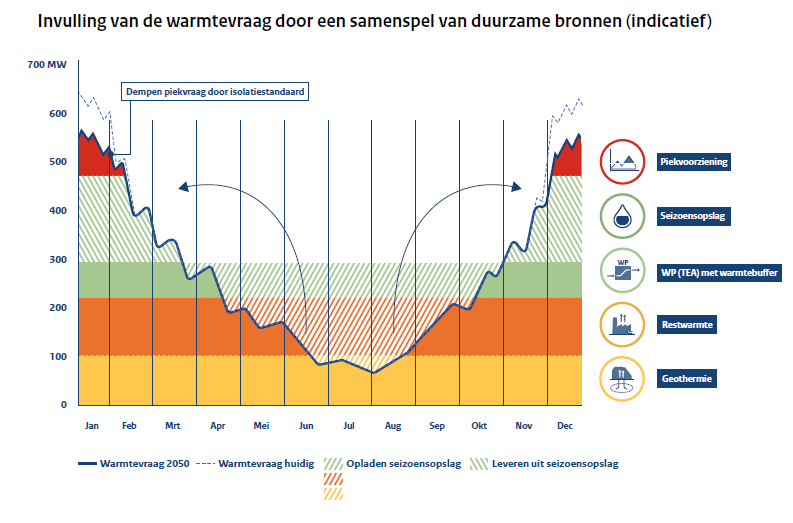 Invulling van de warmtevraag door een samenspel van duurzame bronnen (indicatief)
700 MW
600
500
400
300
200
100
0
Dempen piekvraag door isolatiestandaard
Jan Feb Mrt Apr Mei Jun Jul Aug Sep Okt Nov Dec
Piekvoorziening
Seizoensopslag
WP
WP (TEA) met warmtebuffer
Restwarmte
Geothermie
Warmtevraag 2050 Warmtevraag huidig Opladen seizoensopslag Leveren uit seizoensopslag